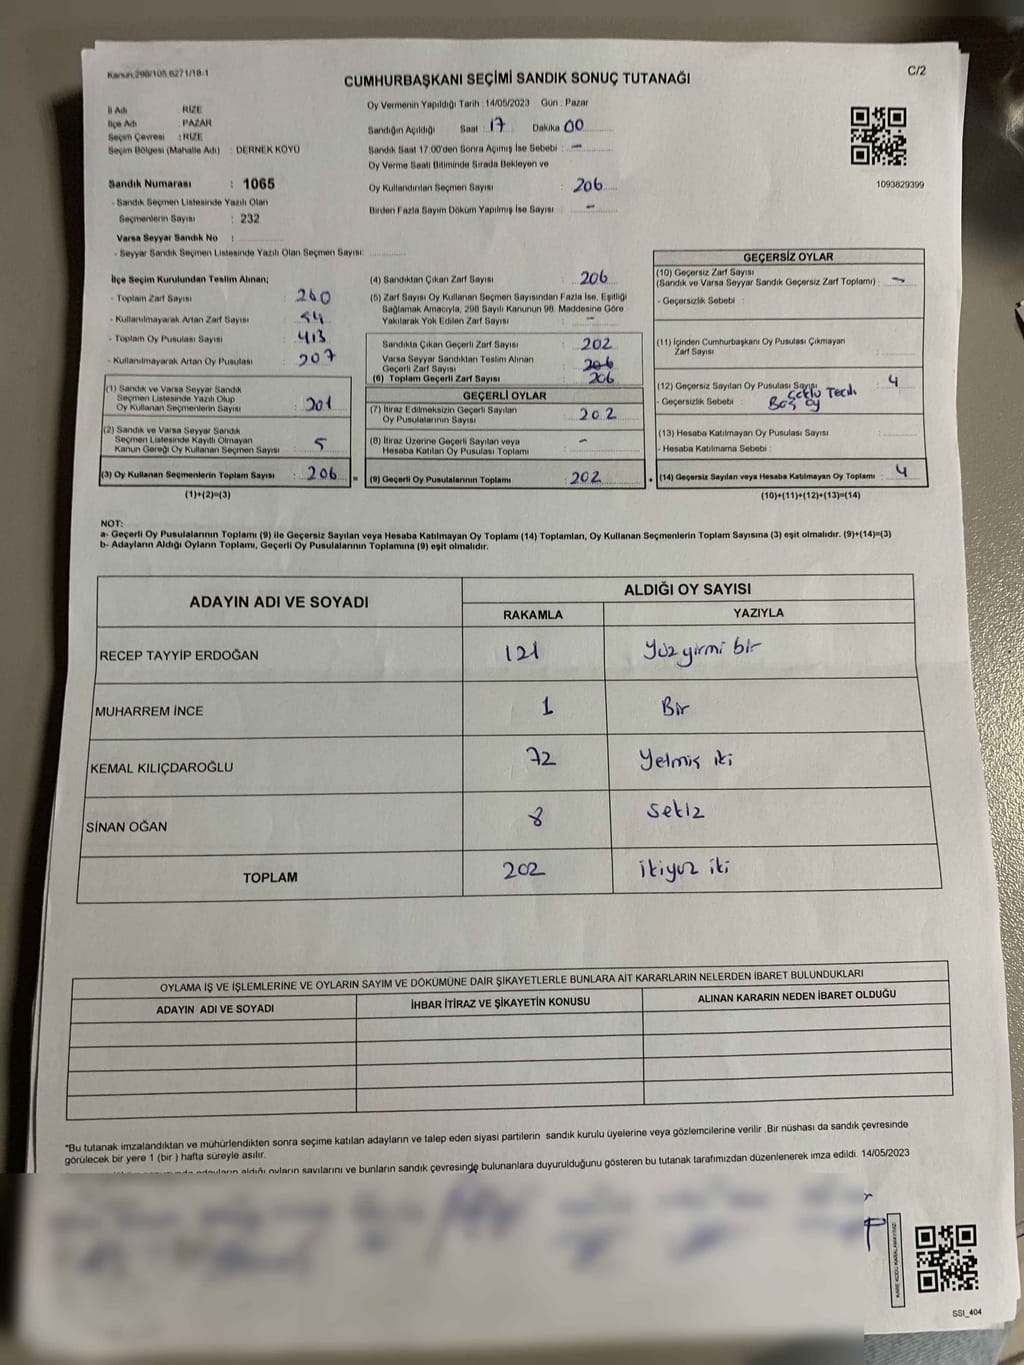 Kanun:298/105.6271/18-1
C/2
CUMHURBAŞKANI SEÇİMİ SANDIK SONUÇ TUTANAĞI
İl Adı : RİZE
İlçe Adı : PAZAR
Seçim Çevresi : RİZE
Seçim Bölgesi (Mahalle Adı) : DERNEK KÖYÜ
Sandık Numarası : 1065
- Sandık Seçmen Listesinde Yazılı Olan
Seçmenlerin Sayısı : 232
Varsa Seyyar Sandık No :
- Seyyar Sandık Seçmen Listesinde Yazılı Olan Seçmen Sayısı:
Oy Vermenin Yapıldığı Tarih :14/05/2023 Gün : Pazar
Sandığın Açıldığı Saat : 17 Dakika 00
Sandık Saat 17:00'den Sonra Açımış İse Sebebi : -
Oy Verme Saati Bitiminde Sırada Bekleyen ve
Oy Kullandırılan Seçmen Sayısı : 206
Birden Fazla Sayım Döküm Yapılmış İse Sayısı : -
1093829399
İlçe Seçim Kurulundan Teslim Alınan;
- Toplam Zarf Sayısı : 260
- Kullanılmayarak Artan Zarf Sayısı : 54
- Toplam Oy Pusulası Sayısı : 413
- Kullanılmayarak Artan Oy Pusulası : 207
(1) Sandık ve Varsa Seyyar Sandık
Seçmen Listesinde Yazılı Olup
Oy Kullanan Seçmenlerin Sayısı : 201
(2) Sandık ve Varsa Seyyar Sandık
Seçmen Listesinde Kayıtlı Olmayan
Kanun Gereği Oy Kullanan Seçmen Sayısı : 5
(3) Oy Kullanan Seçmenlerin Toplam Sayısı : 206
(1)+(2)=(3)
=
(4) Sandıktan Çıkan Zarf Sayısı : 206
(5) Zarf Sayısı Oy Kullanan Seçmen Sayısından Fazla İse, Eşitliği
Sağlamak Amacıyla, 298 Sayılı Kanunun 98. Maddesine Göre
Yakılarak Yok Edilen Zarf Sayısı : -
Sandıkta Çıkan Geçerli Zarf Sayısı : 202
Varsa Seyyar Sandıktan Teslim Alınan
Geçerli Zarf Sayısı : 206
(6) Toplam Geçerli Zarf Sayısı : 206
GEÇERLİ OYLAR
(7) İtiraz Edilmeksizin Geçerli Sayılan
Oy Pusulalarının Sayısı : 202
(8) İtiraz Üzerine Geçerli Sayılan veya
Hesaba Katılan Oy Pusulası Toplamı : -
(9) Geçerli Oy Pusulalarının Toplamı : 202
+
GEÇERSİZ OYLAR
(10) Geçersiz Zarf Sayısı
(Sandık ve Varsa Seyyar Sandık Geçersiz Zarf Toplamı) : -
- Geçersizlik Sebebi :
(11) İçinden Cumhurbaşkanı Oy Pusulası Çıkmayan
Zarf Sayısı :
(12) Geçersiz Sayılan Oy Pusulası Sayısı : 4
- Geçersizlik Sebebi : Boş oy
(13) Hesaba Katılmayan Oy Pusulası Sayısı :
- Hesaba Katılmama Sebebi :
(14) Geçersiz Sayılan veya Hesaba Katılmayan Oy Toplamı : 4
(10)+(11)+(12)+(13)=(14)
NOT:
a- Geçerli Oy Pusulalarının Toplamı (9) ile Geçersiz Sayılan veya Hesaba Katılmayan Oy Toplamı (14) Toplamları, Oy Kullanan Seçmenlerin Toplam Sayısına (3) eşit olmalıdır. (9)+(14)=(3)
b- Adayların Aldığı Oyların Toplamı, Geçerli Oy Pusulalarının Toplamına (9) eşit olmalıdır.
ADAYIN ADI VE SOYADI ALDIĞI OY SAYISI
RAKAMLA YAZIYLA
RECEP TAYYİP ERDOĞAN 121 Yüzyirmi bir
MUHARREM İNCE 1 Bir
KEMAL KILIÇDAROĞLU 72 Yetmiş iki
SİNAN OĞAN 8 Sekiz
TOPLAM 202 İkiyüz iki
OYLAMA İŞ VE İŞLEMLERİNE VE OYLARIN SAYIM VE DÖKÜMÜNE DAİR ŞİKAYETLERLE BUNLARA AİT KARARLARIN NELERDEN İBARET BULUNDUKLARI
ADAYIN ADI VE SOYADI İHBAR İTİRAZ VE ŞİKAYETİN KONUSU ALINAN KARARIN NEDEN İBARET OLDUĞU
*Bu tutanak imzalandıktan ve mühürlendikten sonra seçime katılan adayların ve talep eden siyasi partilerin sandık kurulu üyelerine veya gözlemcilerine verilir .Bir nüshası da sandık çevresinde
görülecek bir yere 1 (bir ) hafta süreyle asılır.
adayların aldığı oyların sayılarını ve bunların sandık çevresinde bulunanlara duyurulduğunu gösteren bu tutanak tarafımızdan düzenlenerek imza edildi. 14/05/2023
KARE KODU KARALAMAYINIZ!
SSI_404